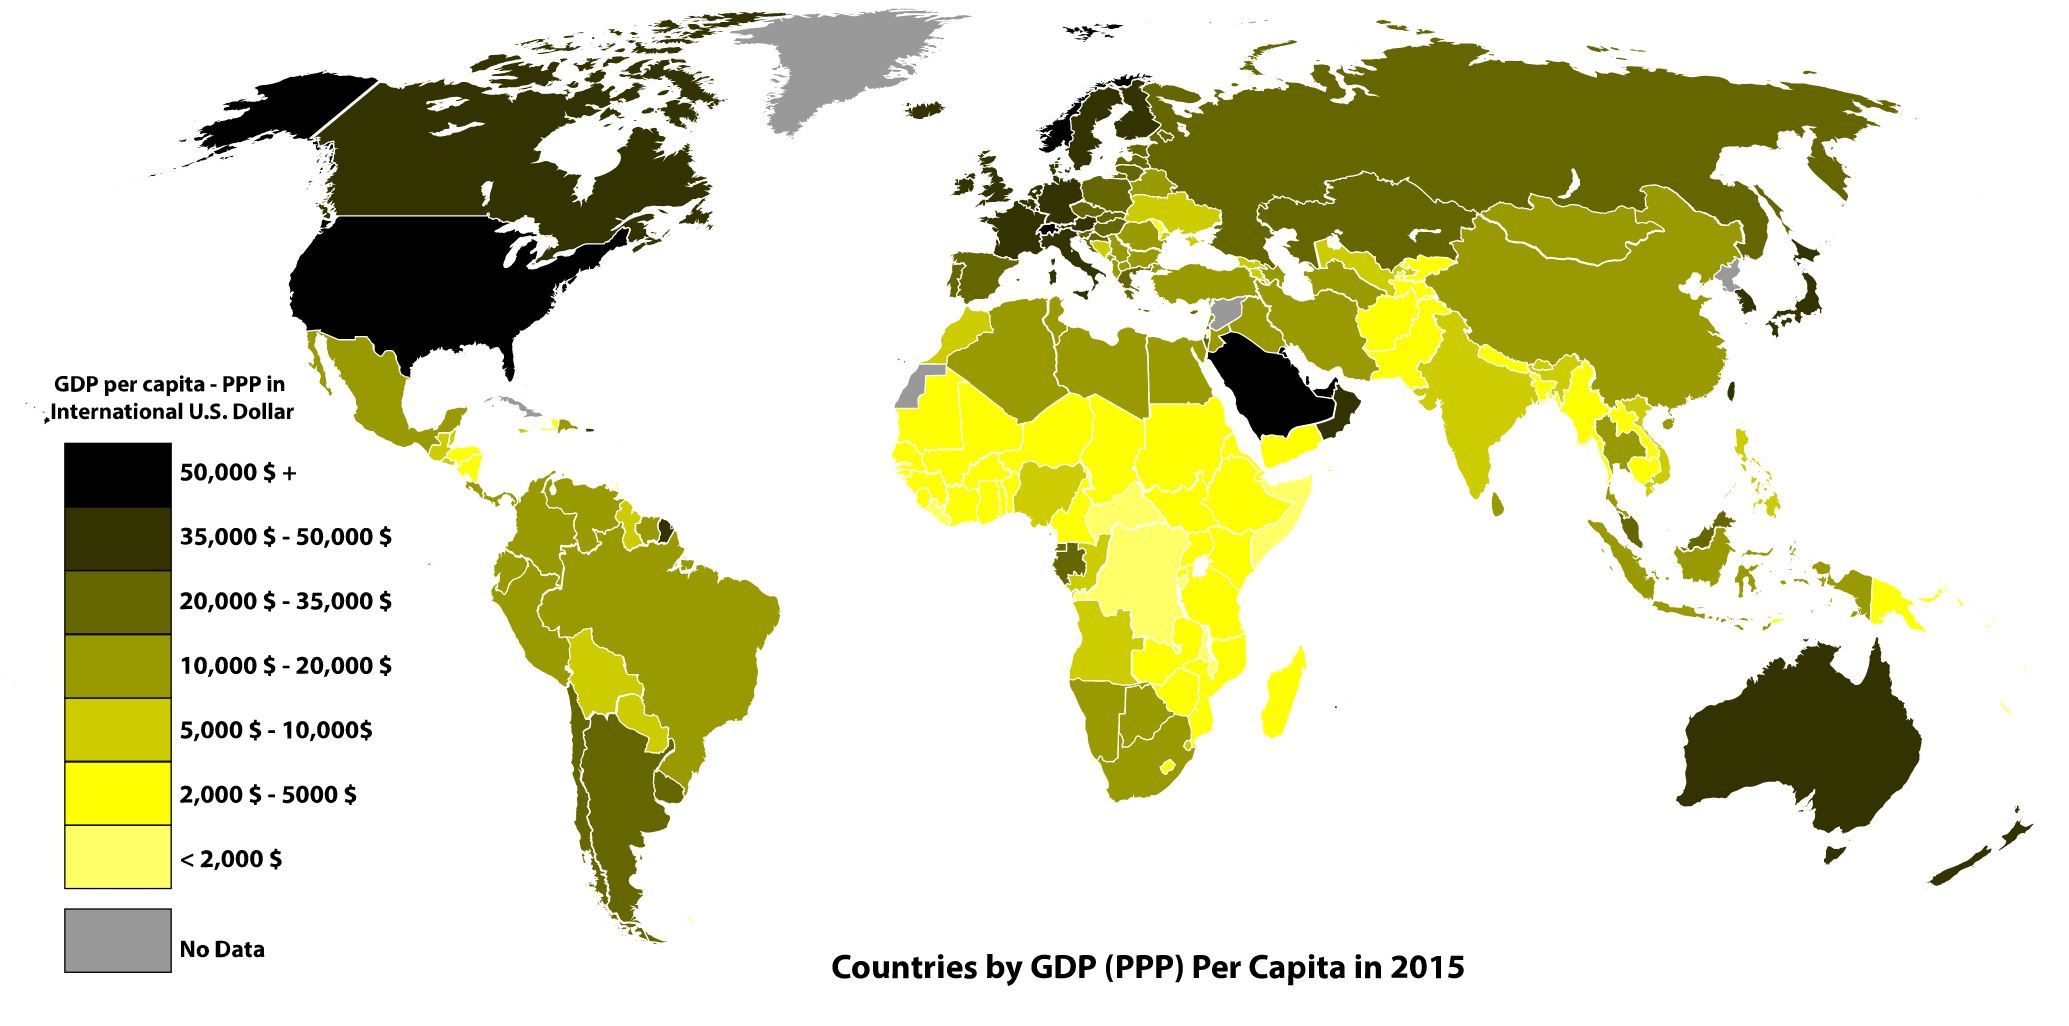 GDP per capita - PPP in
International U.S. Dollar
50,000 $ +
35,000 $ - 50,000 $
20,000 $ - 35,000 $
10,000 $ - 20,000 $
5,000 $ - 10,000$
2,000 $ - 5000 $
< 2,000 $
No Data
Countries by GDP (PPP) Per Capita in 2015